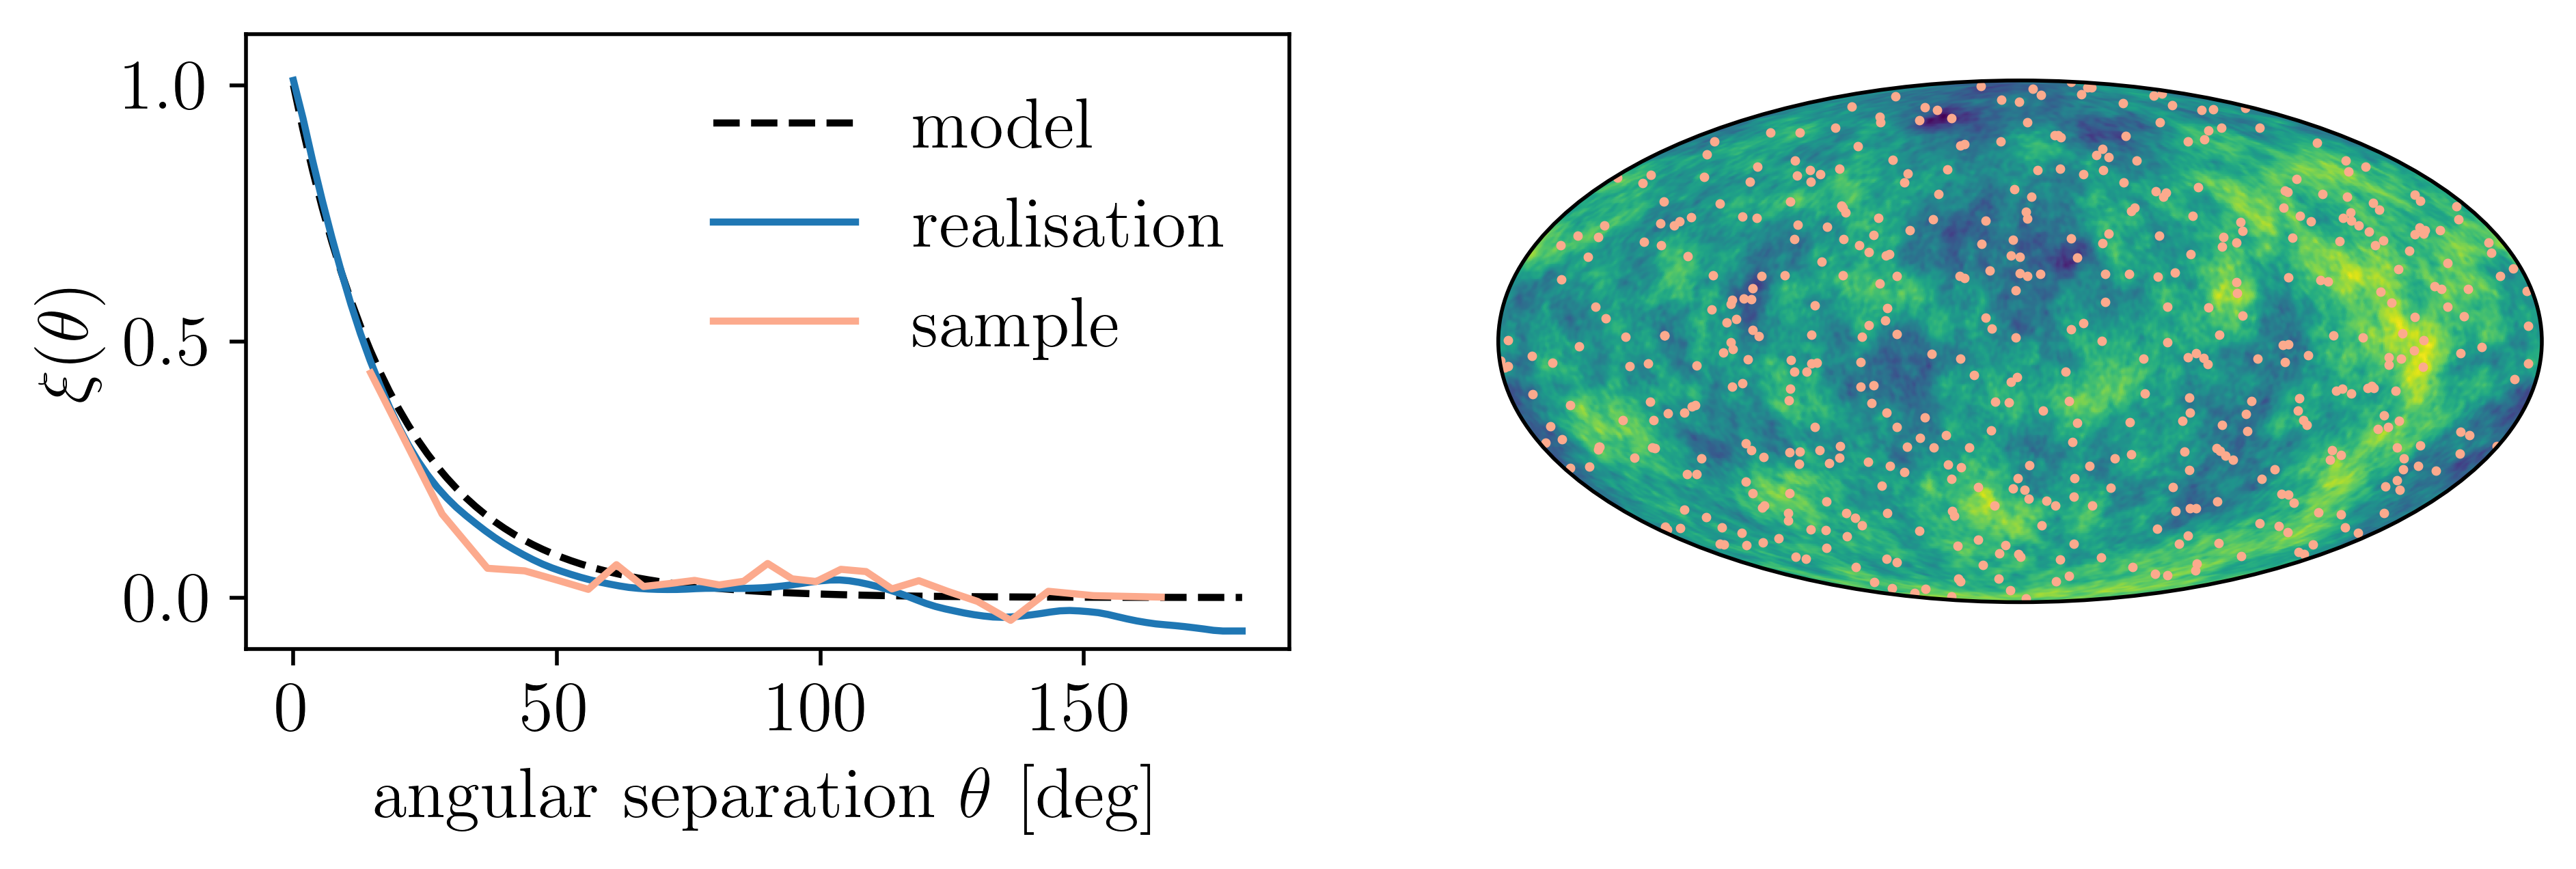 1.0
0.5
0.0
ξ(θ)
model
realisation
sample
0 50 100 150
angular separation θ [deg]